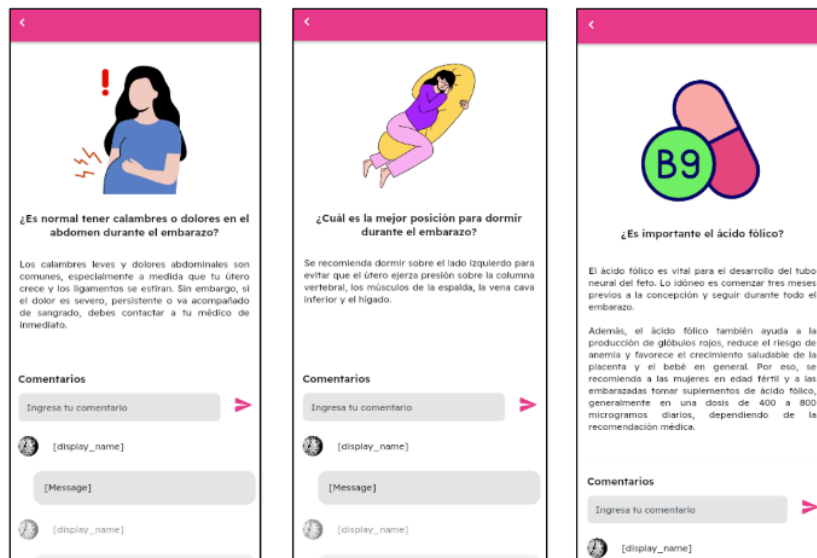 ¿Es normal tener calambres o dolores en el
abdomen durante el embarazo?
Los calambres leves y dolores abdominales son
comunes, especialmente a medida que tu útero
crece y los ligamentos se estiran. Sin embargo, si
el dolor es severo, persistente o va acompañado
de sangrado, debes contactar a tu médico de
inmediato.
Comentarios
Ingresa tu comentario
[display_name]
[Message]
[display_name]
¿Cuál es la mejor posición para dormir
durante el embarazo?
Se recomienda dormir sobre el lado izquierdo para
evitar que el útero ejerza presión sobre la columna
vertebral, los músculos de la espalda, la vena cava
inferior y el hígado.
Comentarios
Ingresa tu comentario
[display_name]
[Message]
[display_name]
B9
¿Es importante el ácido fólico?
El ácido fólico es vital para el desarrollo del tubo
neural del feto. Lo idóneo es comenzar tres meses
previos a la concepción y seguir durante todo el
embarazo.
Además, el ácido fólico también ayuda a la
producción de glóbulos rojos, reduce el riesgo de
anemia y favorece el crecimiento saludable de la
placenta y el bebé en general. Por eso, se
recomienda a las mujeres en edad fértil y a las
embarazadas tomar suplementos de ácido fólico,
generalmente en una dosis de 400 a 800
microgramos diarios, dependiendo de la
recomendación médica.
Comentarios
Ingresa tu comentario
[display_name]